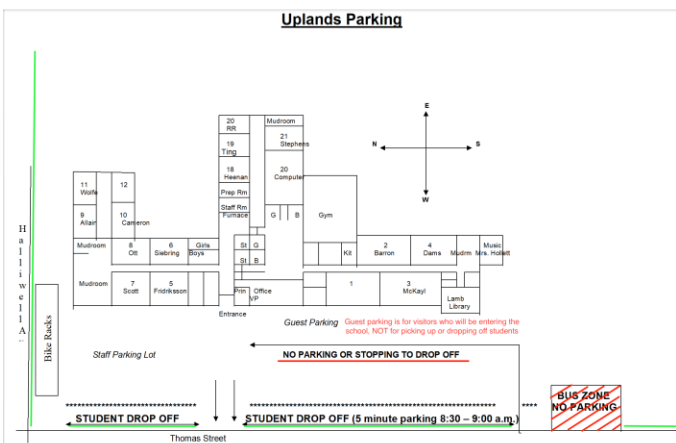 Uplands Parking
E
N
S
W
20
RR
Mudroom
19
Ting
21
Stephens
18
Heenan
20
Computer
Prep Rm
Staff Rm
Furnace
G
B
Gym
11
Wolfe
12
9
Allair
10
Cameron
Mudroom
8
Ott
6
Siebring
Girls
Boys
St
G
St
B
Kit
2
Barron
4
Dams
Mudrm
Music
Mrs. Hollett
Mudroom
7
Scott
5
Fridriksson
Prin
Office
VP
1
3
McKayl
Lamb
Library
Entrance
Halliwell A
Bike Racks
Guest Parking
Guest parking is for visitors who will be entering the
school, NOT for picking up or dropping off students
Staff Parking Lot
NO PARKING OR STOPPING TO DROP OFF
BUS ZONE
NO PARKING
STUDENT DROP OFF
STUDENT DROP OFF (5 minute parking 8:30 – 9:00 a.m.)
Thomas Street